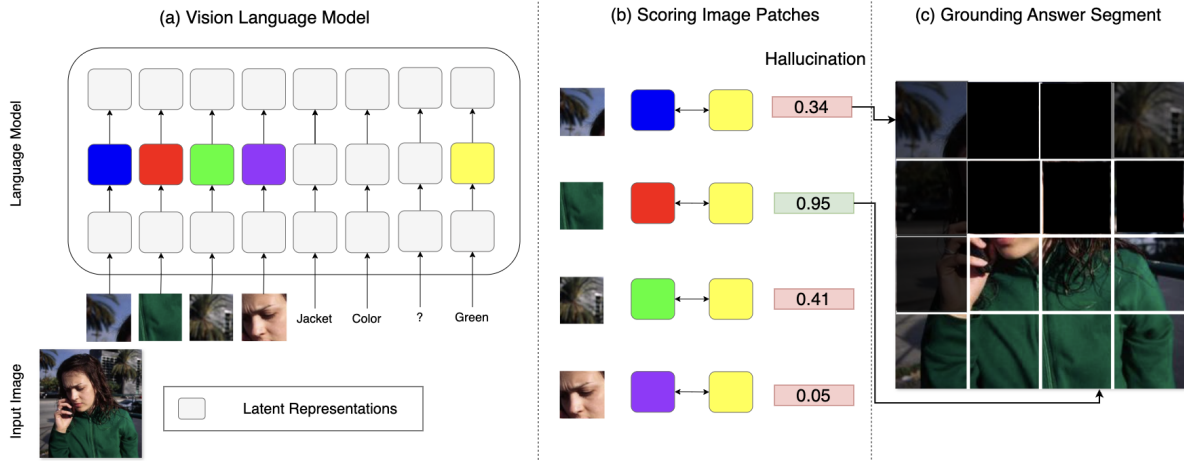 (a) Vision Language Model
Language Model
Jacket
Color
?
Green
Input Image
Latent Representations
(b) Scoring Image Patches
Hallucination
0.34
0.95
0.41
0.05
(c) Grounding Answer Segment